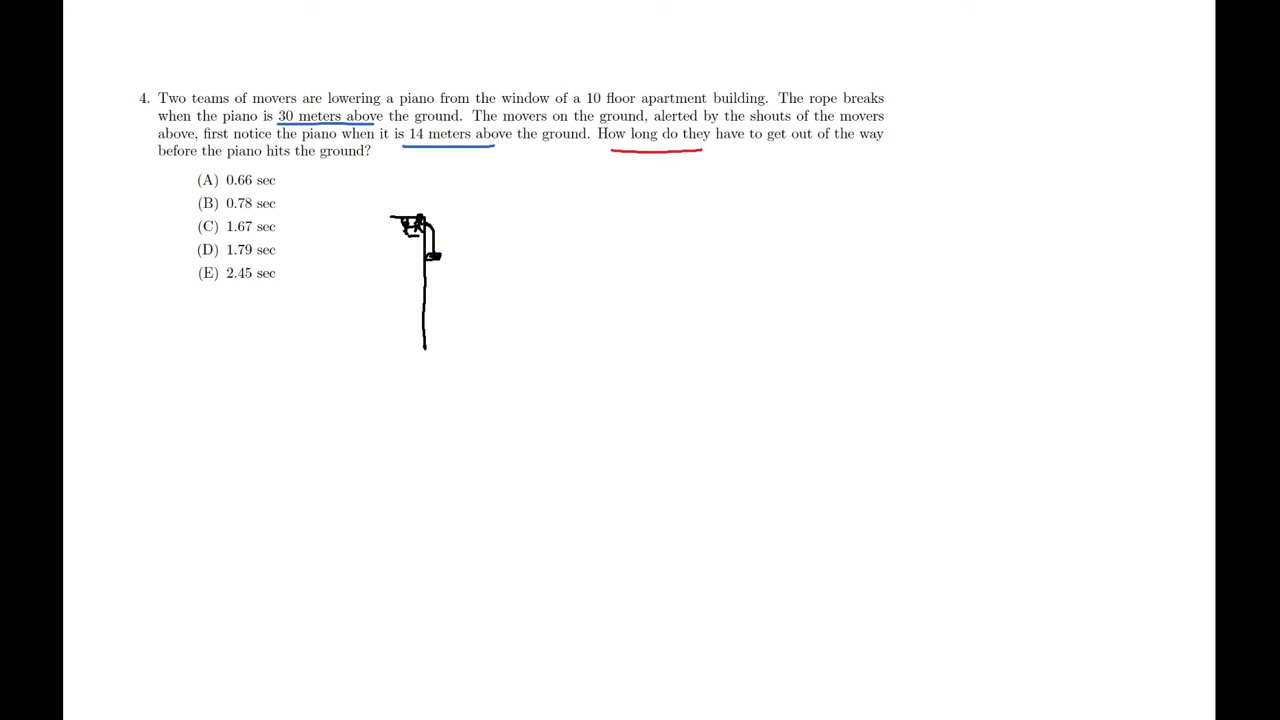 4. Two teams of movers are lowering a piano from the window of a 10 floor apartment building. The rope breaks
when the piano is 30 meters above the ground. The movers on the ground, alerted by the shouts of the movers
above, first notice the piano when it is 14 meters above the ground. How long do they have to get out of the way
before the piano hits the ground?
(A) 0.66 sec
(B) 0.78 sec
(C) 1.67 sec
(D) 1.79 sec
(E) 2.45 sec